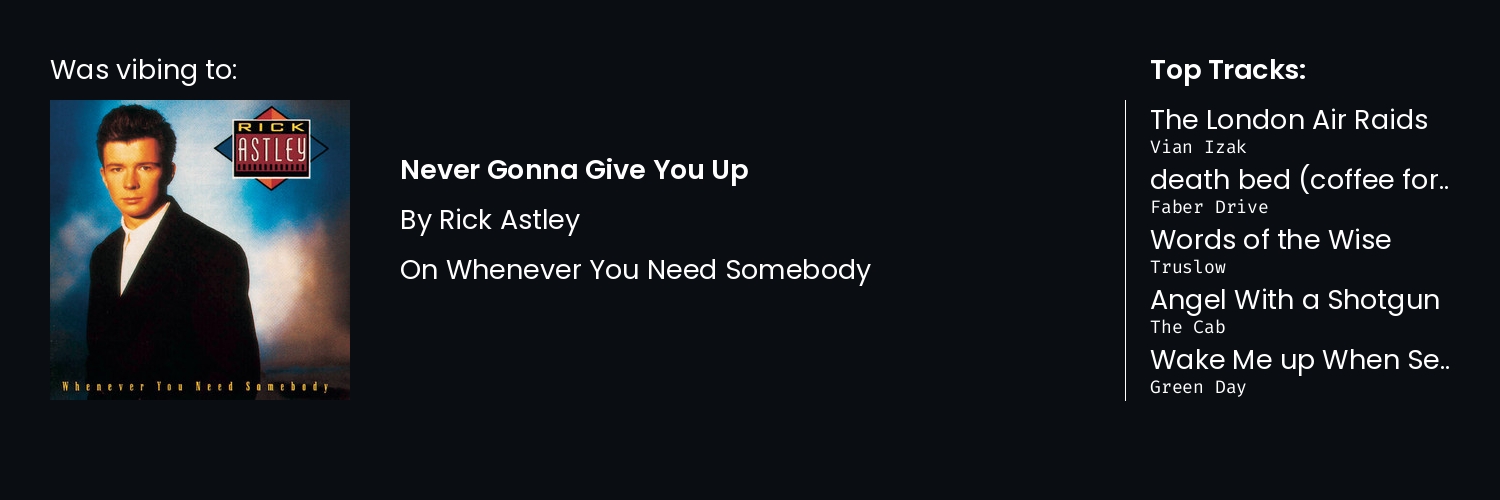 Was vibing to:
RICK
ASTLEY
Whenever You Need Somebody
Never Gonna Give You Up
By Rick Astley
On Whenever You Need Somebody
Top Tracks:
The London Air Raids
Vian Izak
death bed (coffee for..
Faber Drive
Words of the Wise
Truslow
Angel With a Shotgun
The Cab
Wake Me up When Se..
Green Day